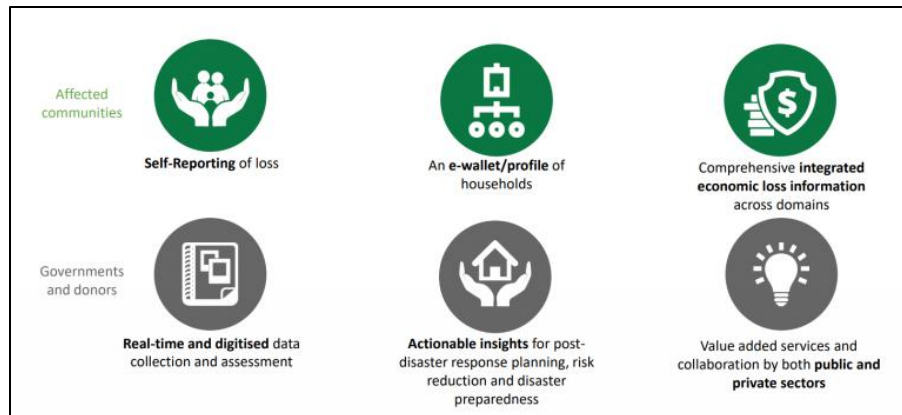 Affected
communities
Self-Reporting of loss
An e-wallet/profile of
households
Comprehensive integrated
economic loss information
across domains
Governments
and donors
Real-time and digitised data
collection and assessment
Actionable insights for post-
disaster response planning, risk
reduction and disaster
preparedness
Value added services and
collaboration by both public and
private sectors